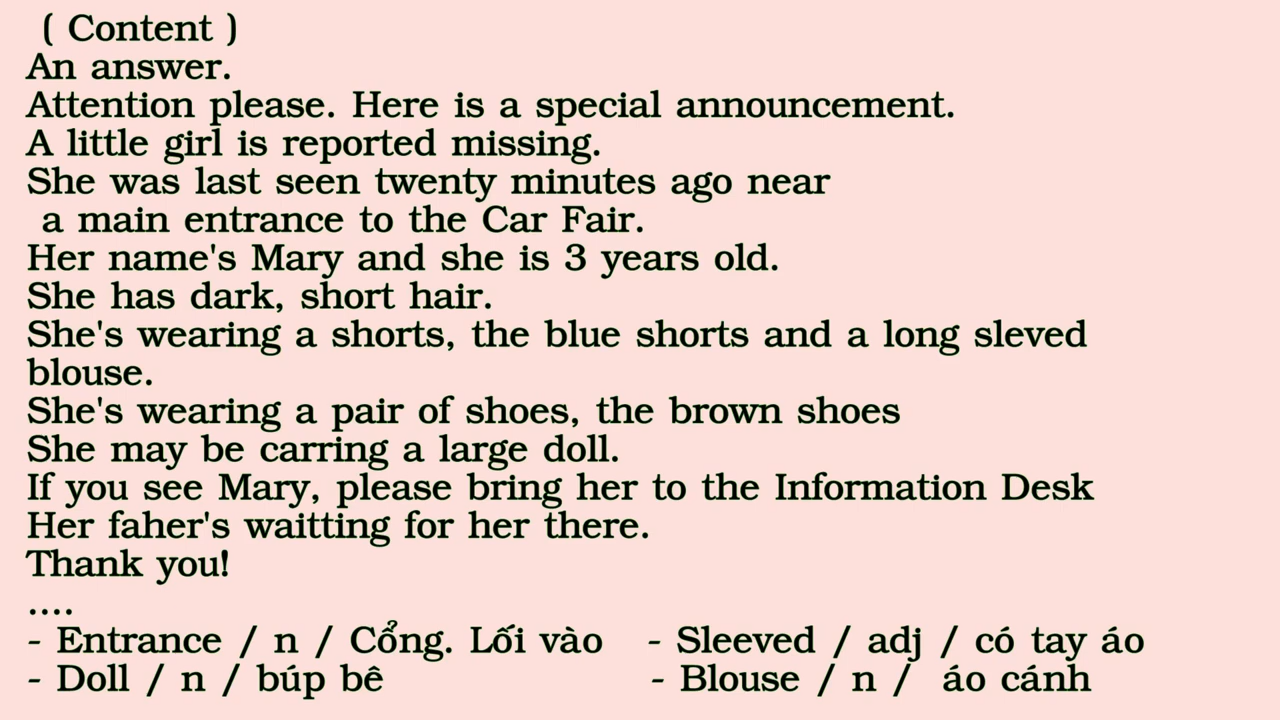 ( Content )
An answer.
Attention please. Here is a special announcement.
A little girl is reported missing.
She was last seen twenty minutes ago near
a main entrance to the Car Fair.
Her name's Mary and she is 3 years old.
She has dark, short hair.
She's wearing a shorts, the blue shorts and a long sleved
blouse.
She's wearing a pair of shoes, the brown shoes
She may be carring a large doll.
If you see Mary, please bring her to the Information Desk
Her faher's waitting for her there.
Thank you!
....
- Entrance / n / Cổng. Lối vào - Sleeved / adj / có tay áo
- Doll / n / búp bê - Blouse / n / áo cánh